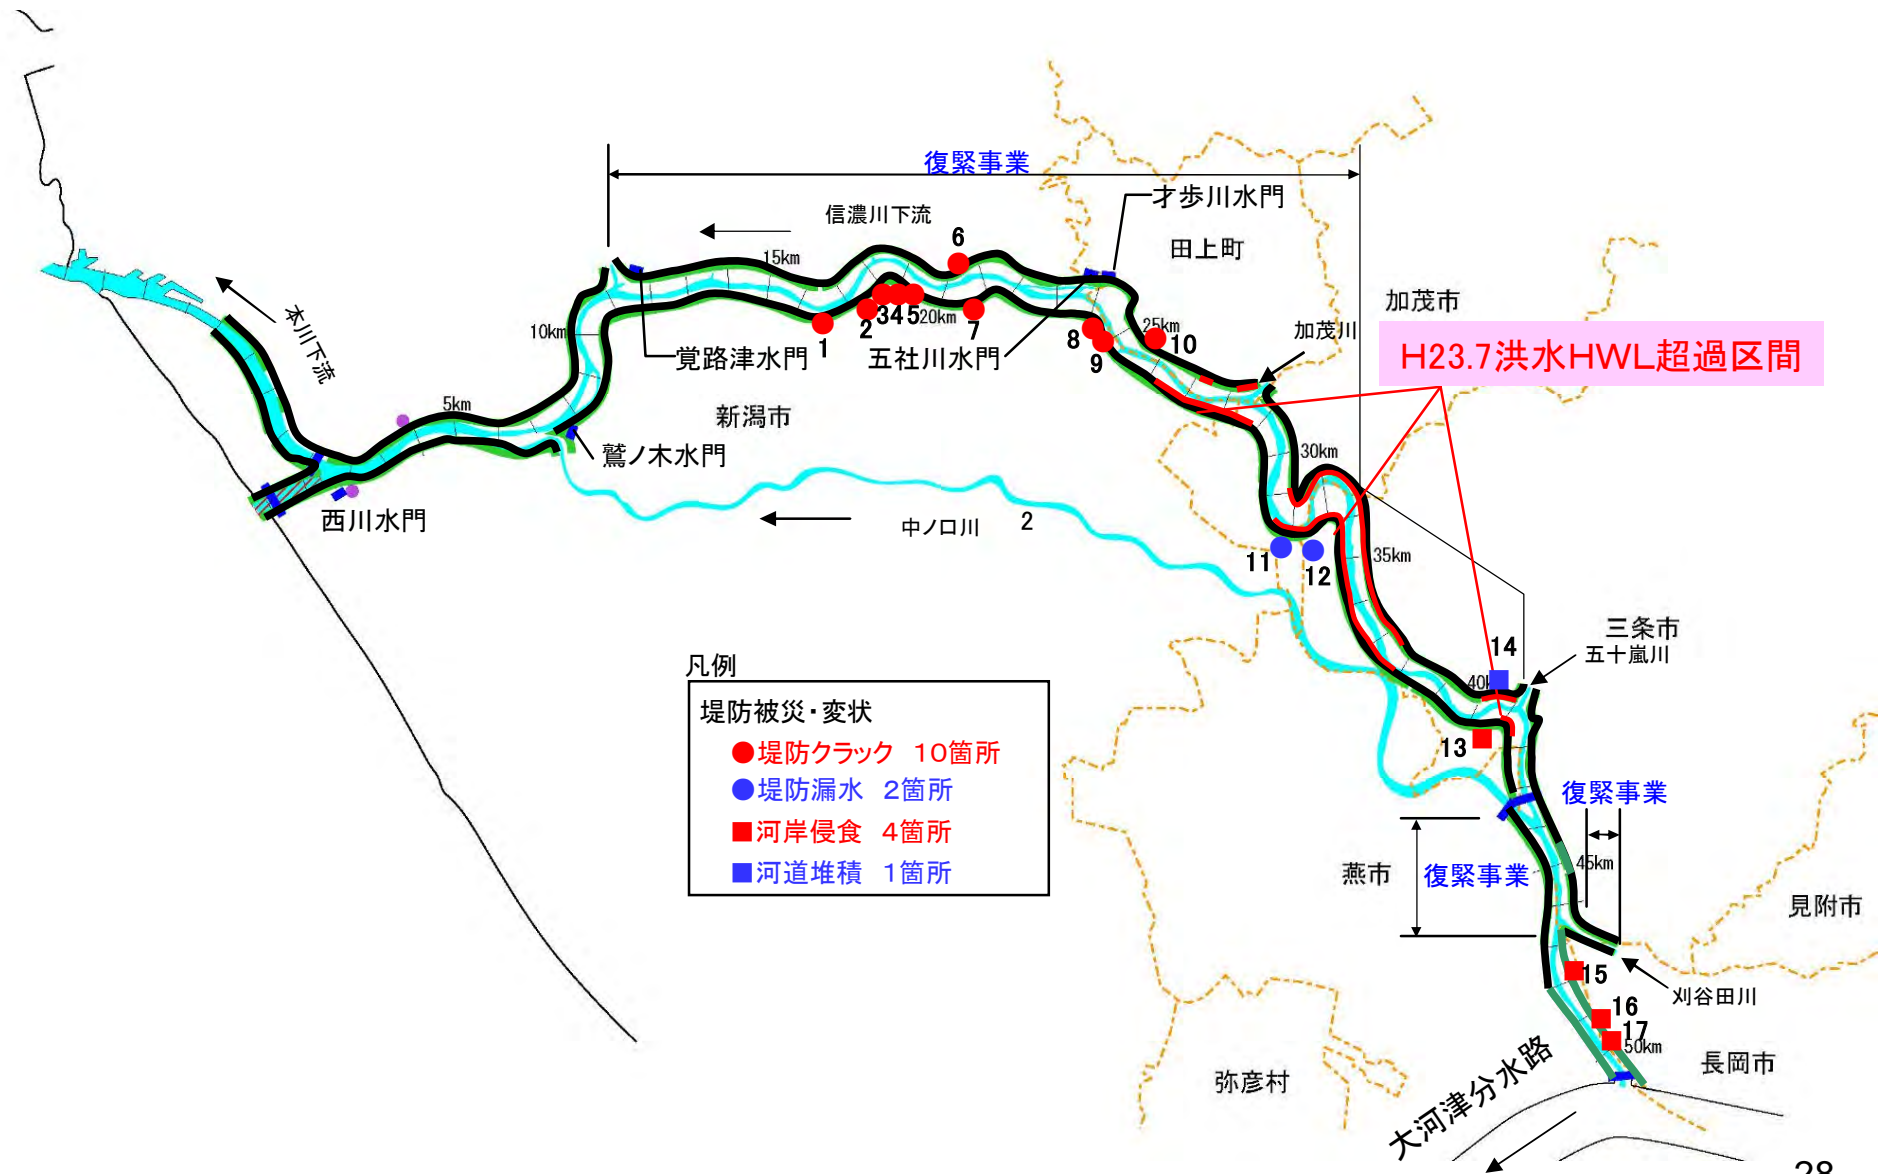 復緊事業
才歩川水門
信濃川下流
6
田上町
15km
本川下流
加茂市
3
4
5
2
20km
7
1
8
9
25km
10
加茂川
10km
覚路津水門
五社川水門
H23.7洪水HWL超過区間
新潟市
5km
鷲ノ木水門
30km
西川水門
中ノ口川
2
11
12
35km
三条市
五十嵐川
14
40k
13
凡例
堤防被災・変状
堤防クラック 10箇所
堤防漏水 2箇所
河岸侵食 4箇所
河道堆積 1箇所
復緊事業
45km
燕市
復緊事業
見附市
15
刈谷田川
16
17
50km
長岡市
弥彦村
大河津分水路
28